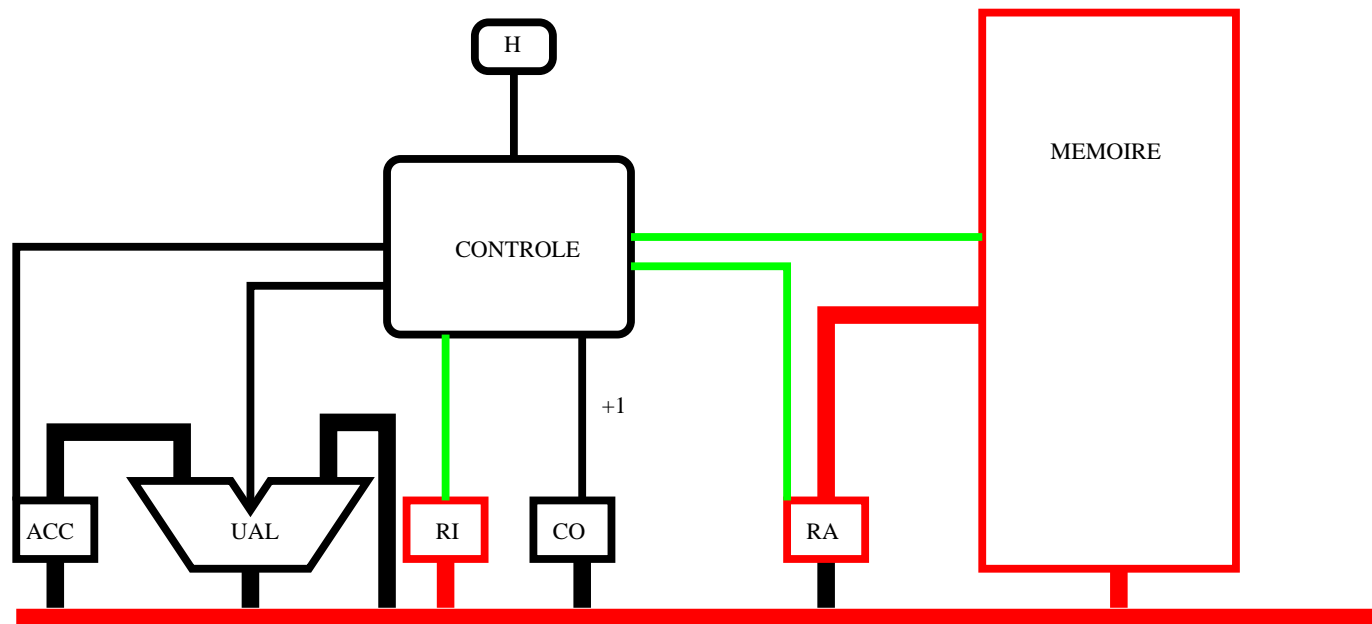 H
MEMOIRE
CONTROLE
+1
ACC
UAL
RI
CO
RA